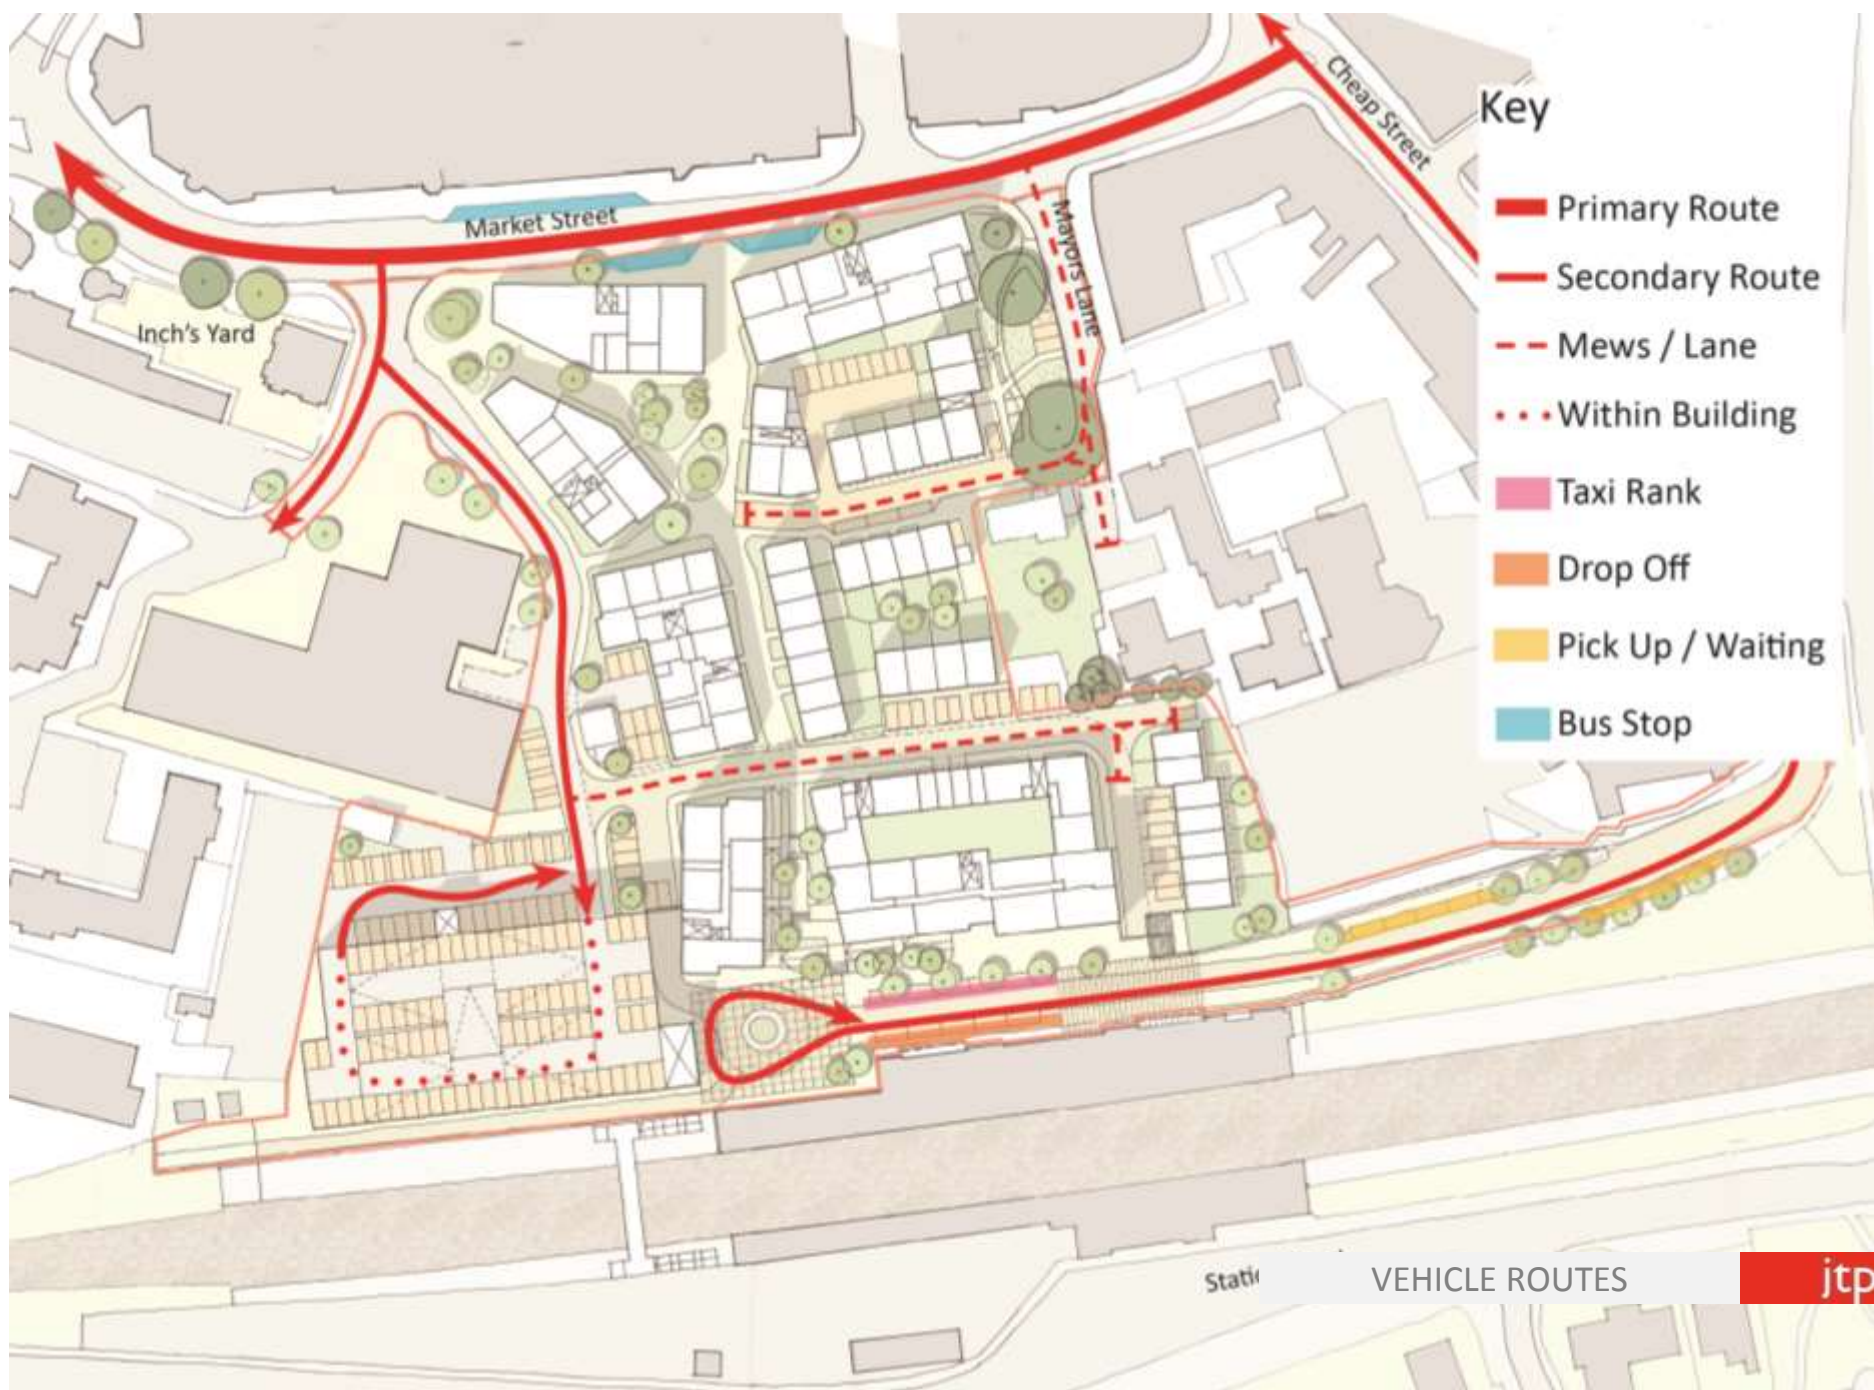 Cheap Street
Key
Primary Route
Market Street
Mayors Lane
Secondary Route
Inch's Yard
Mews / Lane
Within Building
Taxi Rank
Drop Off
Pick Up / Waiting
Bus Stop
VEHICLE ROUTES
jtp